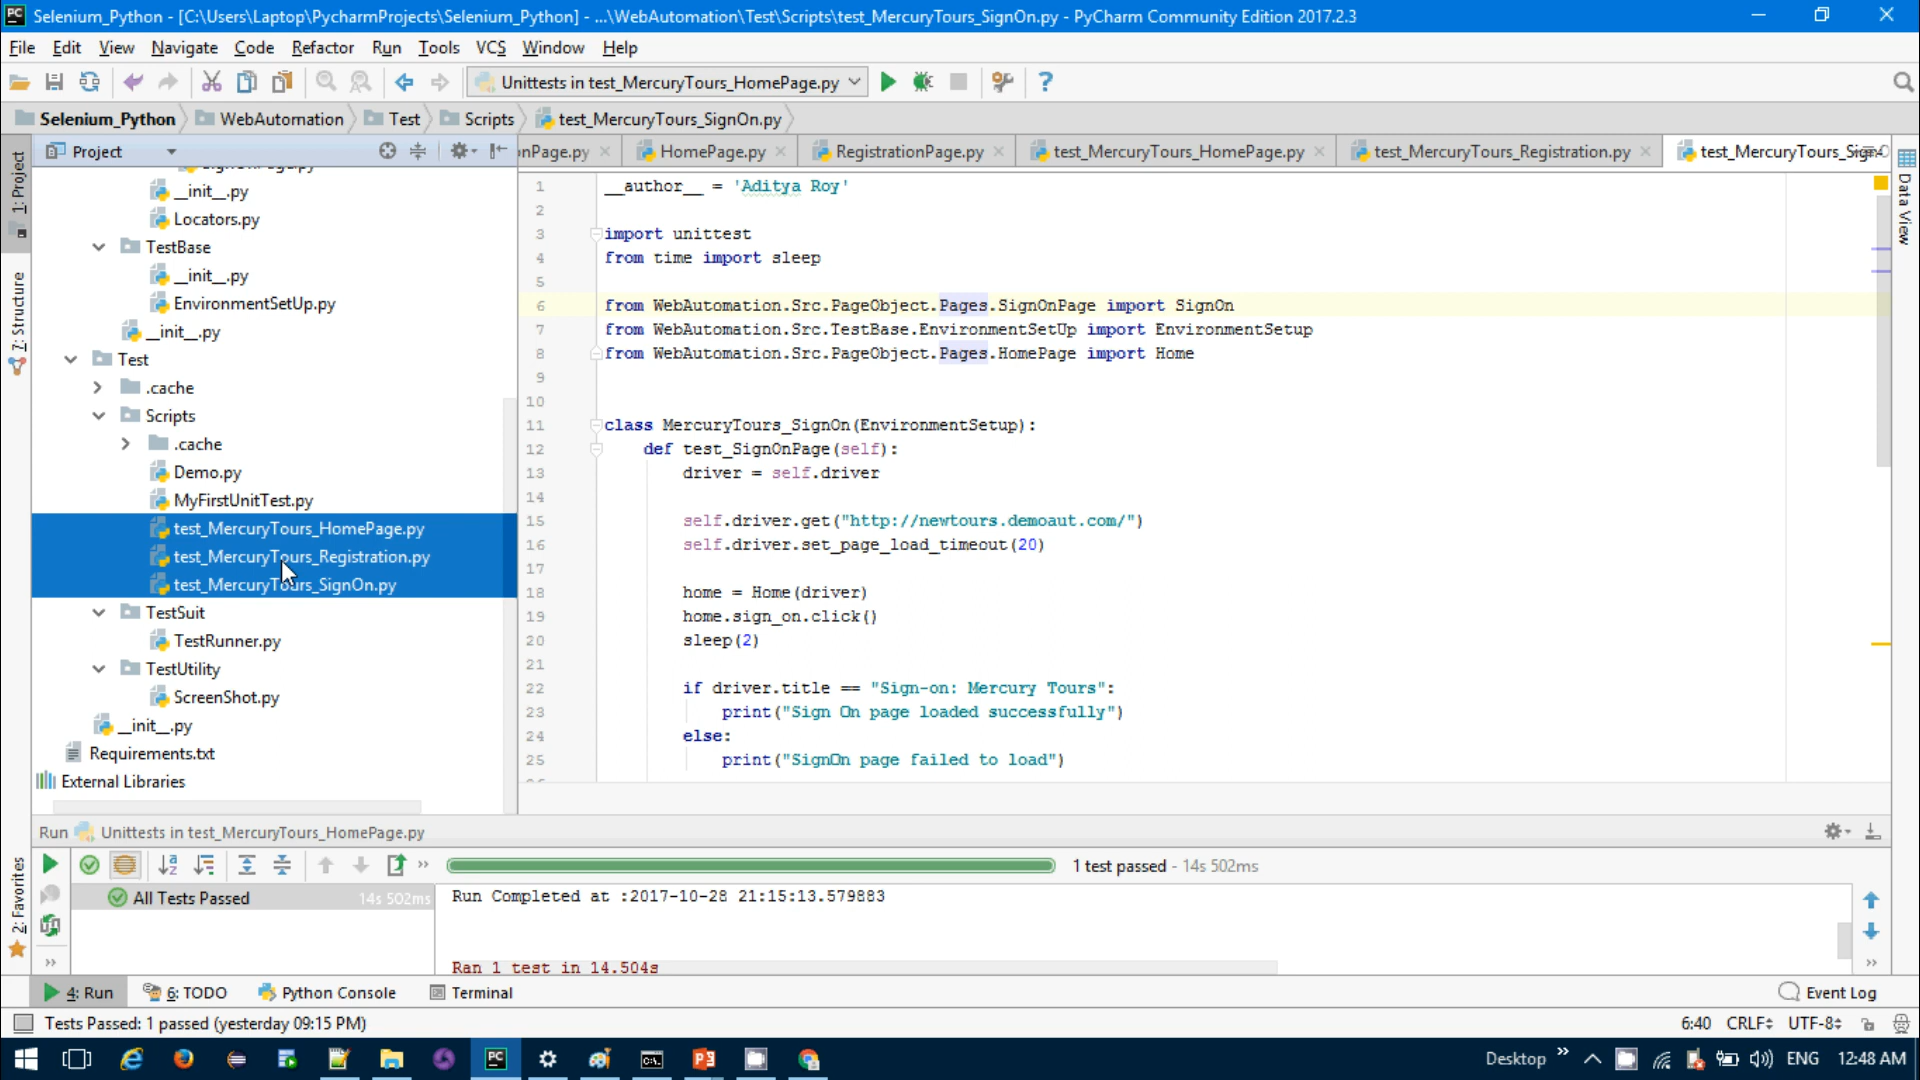 Selenium_Python - [C:\Users\Laptop\PycharmProjects\Selenium_Python] - ...\WebAutomation\Test\Scripts\test_MercuryTours_SignOn.py - PyCharm Community Edition 2017.2.3
File Edit View Navigate Code Refactor Run Tools VCS Window Help
Unittests in test_MercuryTours_HomePage.py
Selenium_Python WebAutomation Test Scripts test_MercuryTours_SignOn.py
1: Project
7: Structure
2: Favorites
Project
__init__.py
Locators.py
TestBase
__init__.py
EnvironmentSetUp.py
__init__.py
Test
.cache
Scripts
.cache
Demo.py
MyFirstUnitTest.py
test_MercuryTours_HomePage.py
test_MercuryTours_Registration.py
test_MercuryTours_SignOn.py
TestSuit
TestRunner.py
TestUtility
ScreenShot.py
__init__.py
Requirements.txt
External Libraries
nPage.py HomePage.py RegistrationPage.py test_MercuryTours_HomePage.py test_MercuryTours_Registration.py test_MercuryTours_Sign
Data View
1 __author__ = 'Aditya Roy'
2
3 import unittest
4 from time import sleep
5
6 from WebAutomation.Src.PageObject.Pages.SignOnPage import SignOn
7 from WebAutomation.Src.TestBase.EnvironmentSetUp import EnvironmentSetup
8 from WebAutomation.Src.PageObject.Pages.HomePage import Home
9
10
11 class MercuryTours_SignOn(EnvironmentSetup):
12 def test_SignOnPage(self):
13 driver = self.driver
14
15 self.driver.get("http://newtours.demoaut.com/")
16 self.driver.set_page_load_timeout(20)
17
18 home = Home(driver)
19 home.sign_on.click()
20 sleep(2)
21
22 if driver.title == "Sign-on: Mercury Tours":
23 print("Sign On page loaded successfully")
24 else:
25 print("SignOn page failed to load")
Run Unittests in test_MercuryTours_HomePage.py
1 test passed - 14s 502ms
All Tests Passed 14s 502ms
Run Completed at :2017-10-28 21:15:13.579883
Ran 1 test in 14.504s
4: Run 6: TODO Python Console Terminal Event Log
Tests Passed: 1 passed (yesterday 09:15 PM) 6:40 CRLF UTF-8
Desktop ENG 12:48 AM